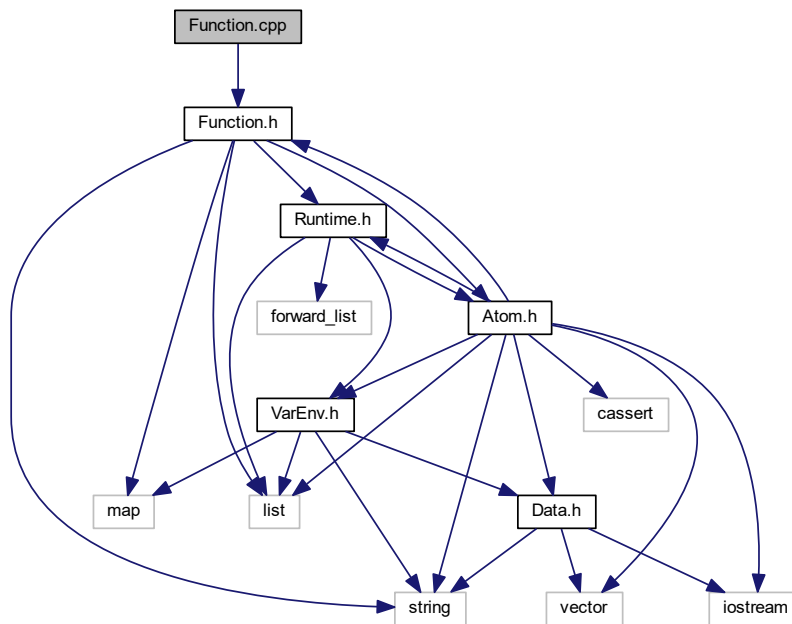 Function.cpp
Function.h
Runtime.h
forward_list
Atom.h
VarEnv.h
cassert
map
list
Data.h
string
vector
iostream